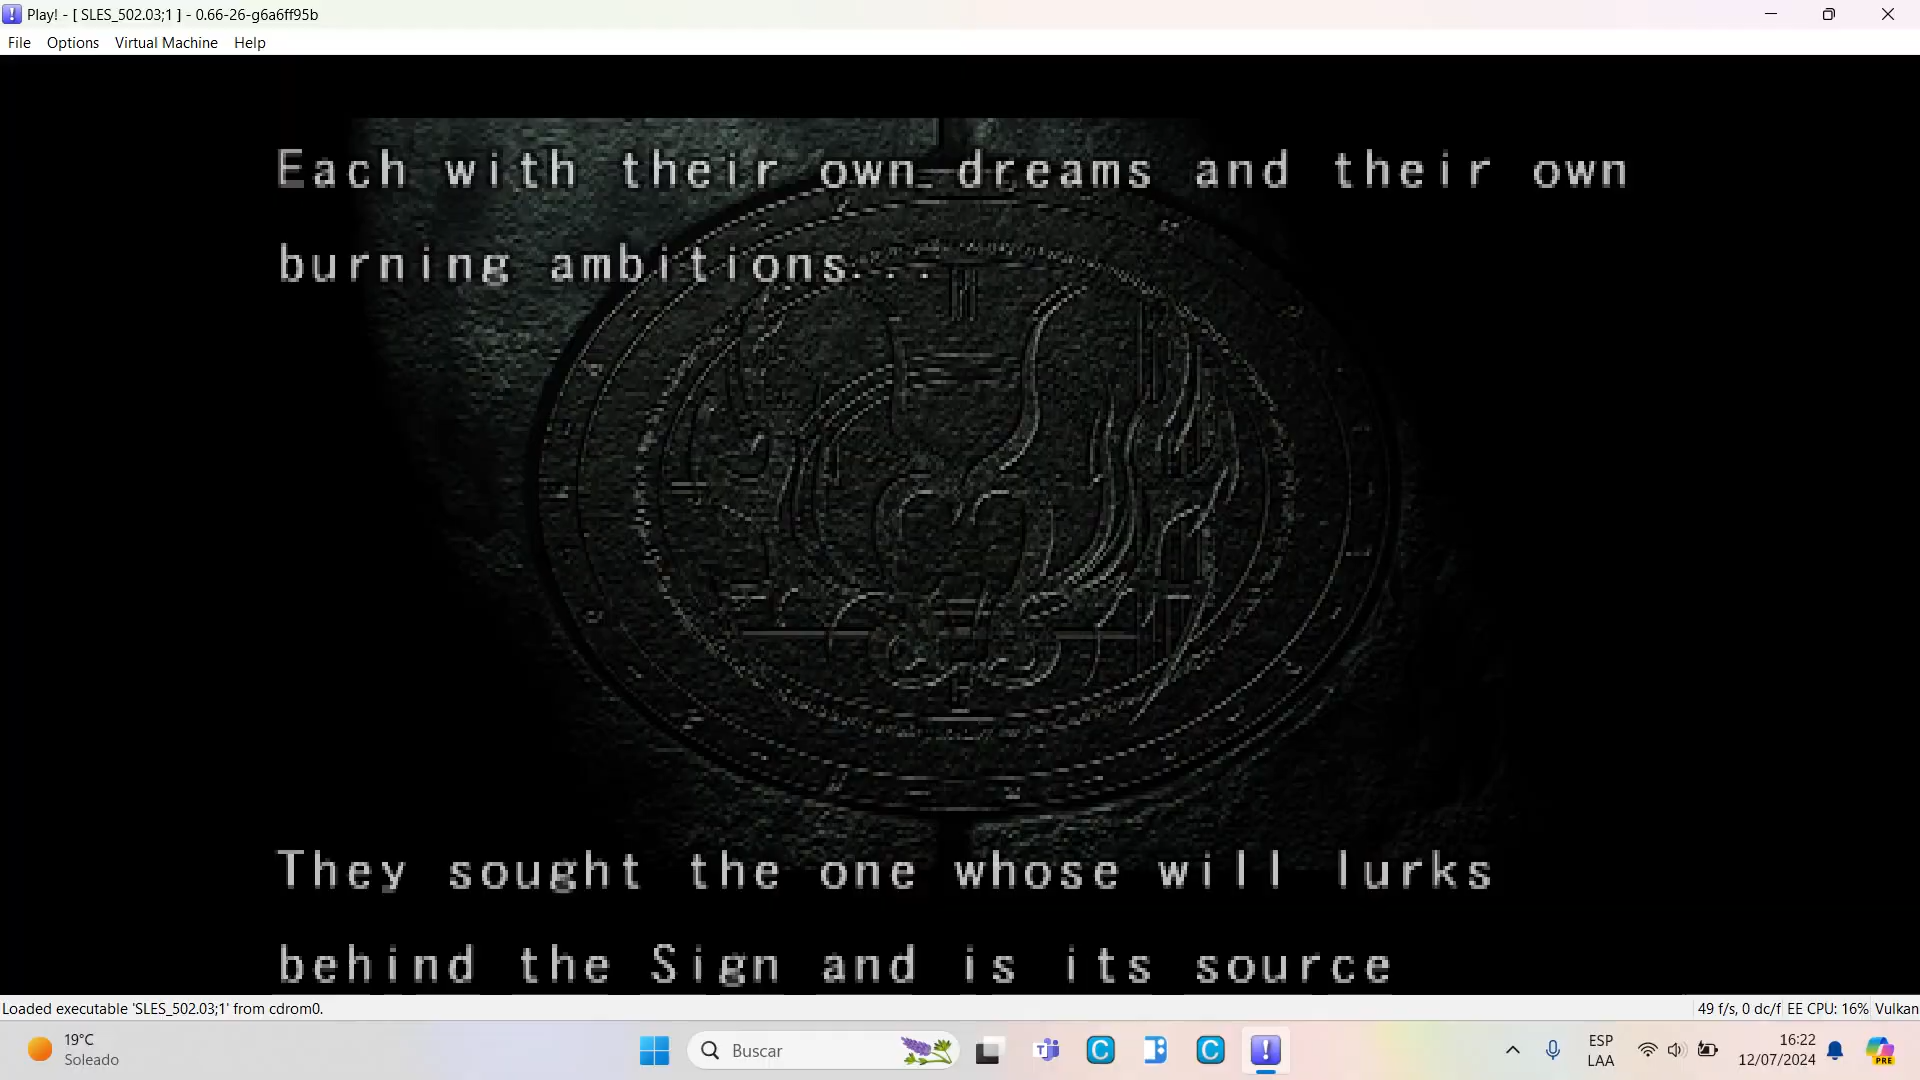 Play! - [ SLES_502.03;1 ] - 0.66-26-g6a6ff95b
File Options Virtual Machine Help
Each with their own dreams and their own
burning ambitions...
They sought the one whose will lurks
behind the Sign and is its source
Loaded executable 'SLES_502.03;1' from cdrom0.
49 f/s, 0 dc/f EE CPU: 16% Vulkan
19°C
Soleado
Buscar
ESP
LAA
16:22
12/07/2024
PRE